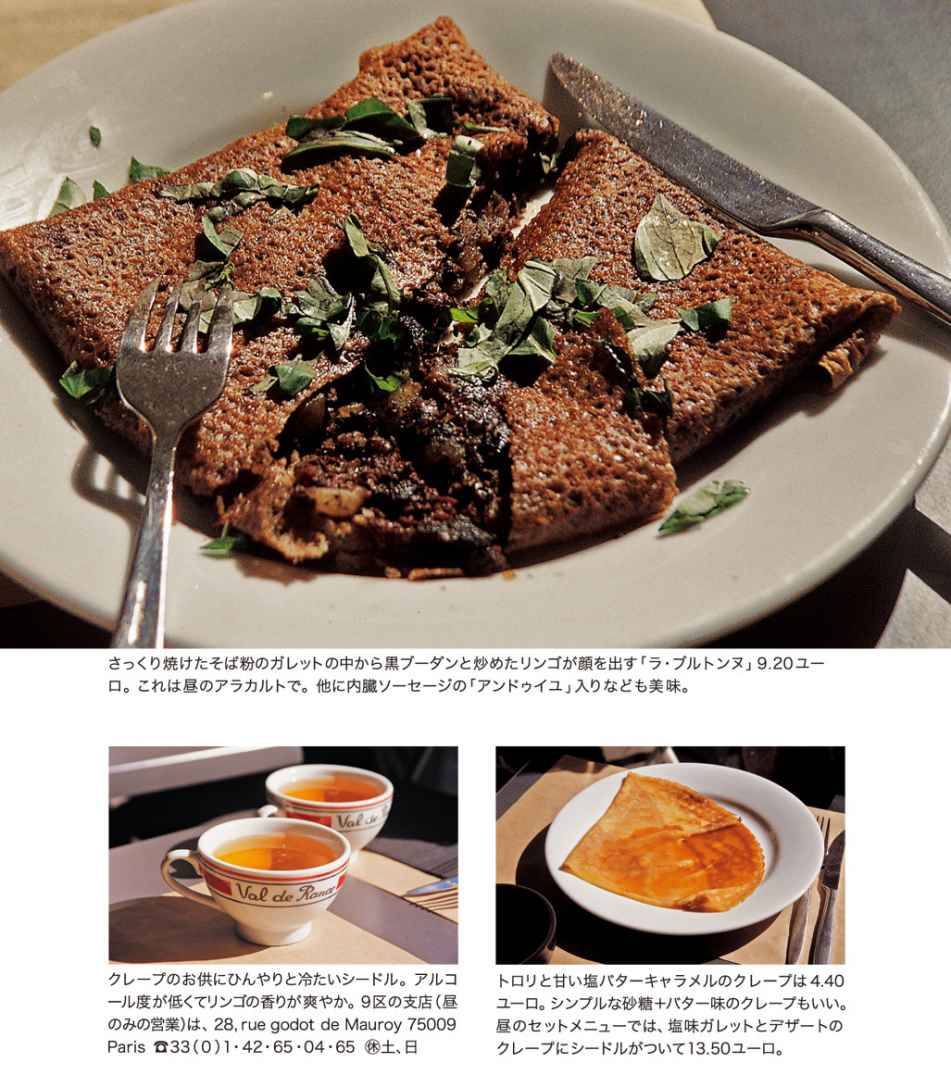 さっくり焼けたそば粉のガレットの中から黒ブーダンと炒めたリンゴが顔を出す「ラ・ブルトンヌ」9.20ユー
ロ。これは昼のアラカルトで。他に内臓ソーセージの「アンドゥイユ」入りなども美味。
Val de
Val de Rance
クレープのお供にひんやりと冷たいシードル。アルコ
ール度が低くてリンゴの香りが爽やか。9区の支店（昼
のみの営業）は、28, rue godot de Mauroy 75009
Paris ☎33（0）1・42・65・04・65 ㊡土、日
トロリと甘い塩バターキャラメルのクレープは4.40
ユーロ。シンプルな砂糖+バター味のクレープもいい。
昼のセットメニューでは、塩味ガレットとデザートの
クレープにシードルがついて13.50ユーロ。